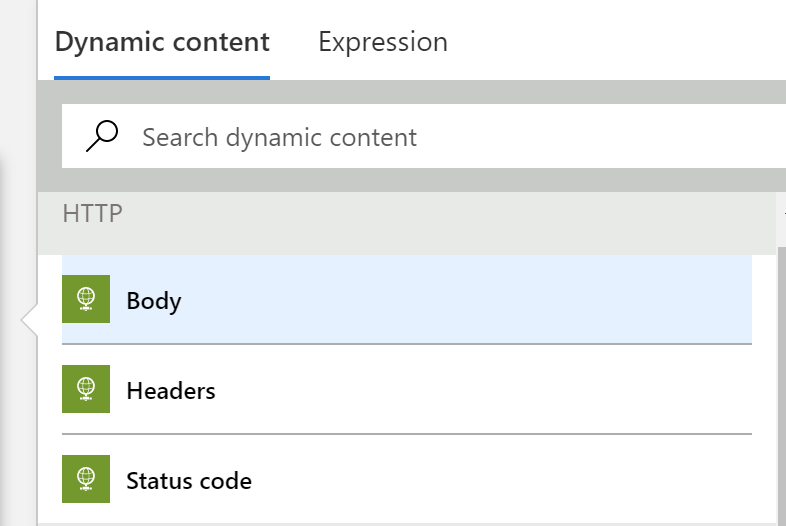 Dynamic content Expression
Search dynamic content
HTTP
Body
Headers
Status code